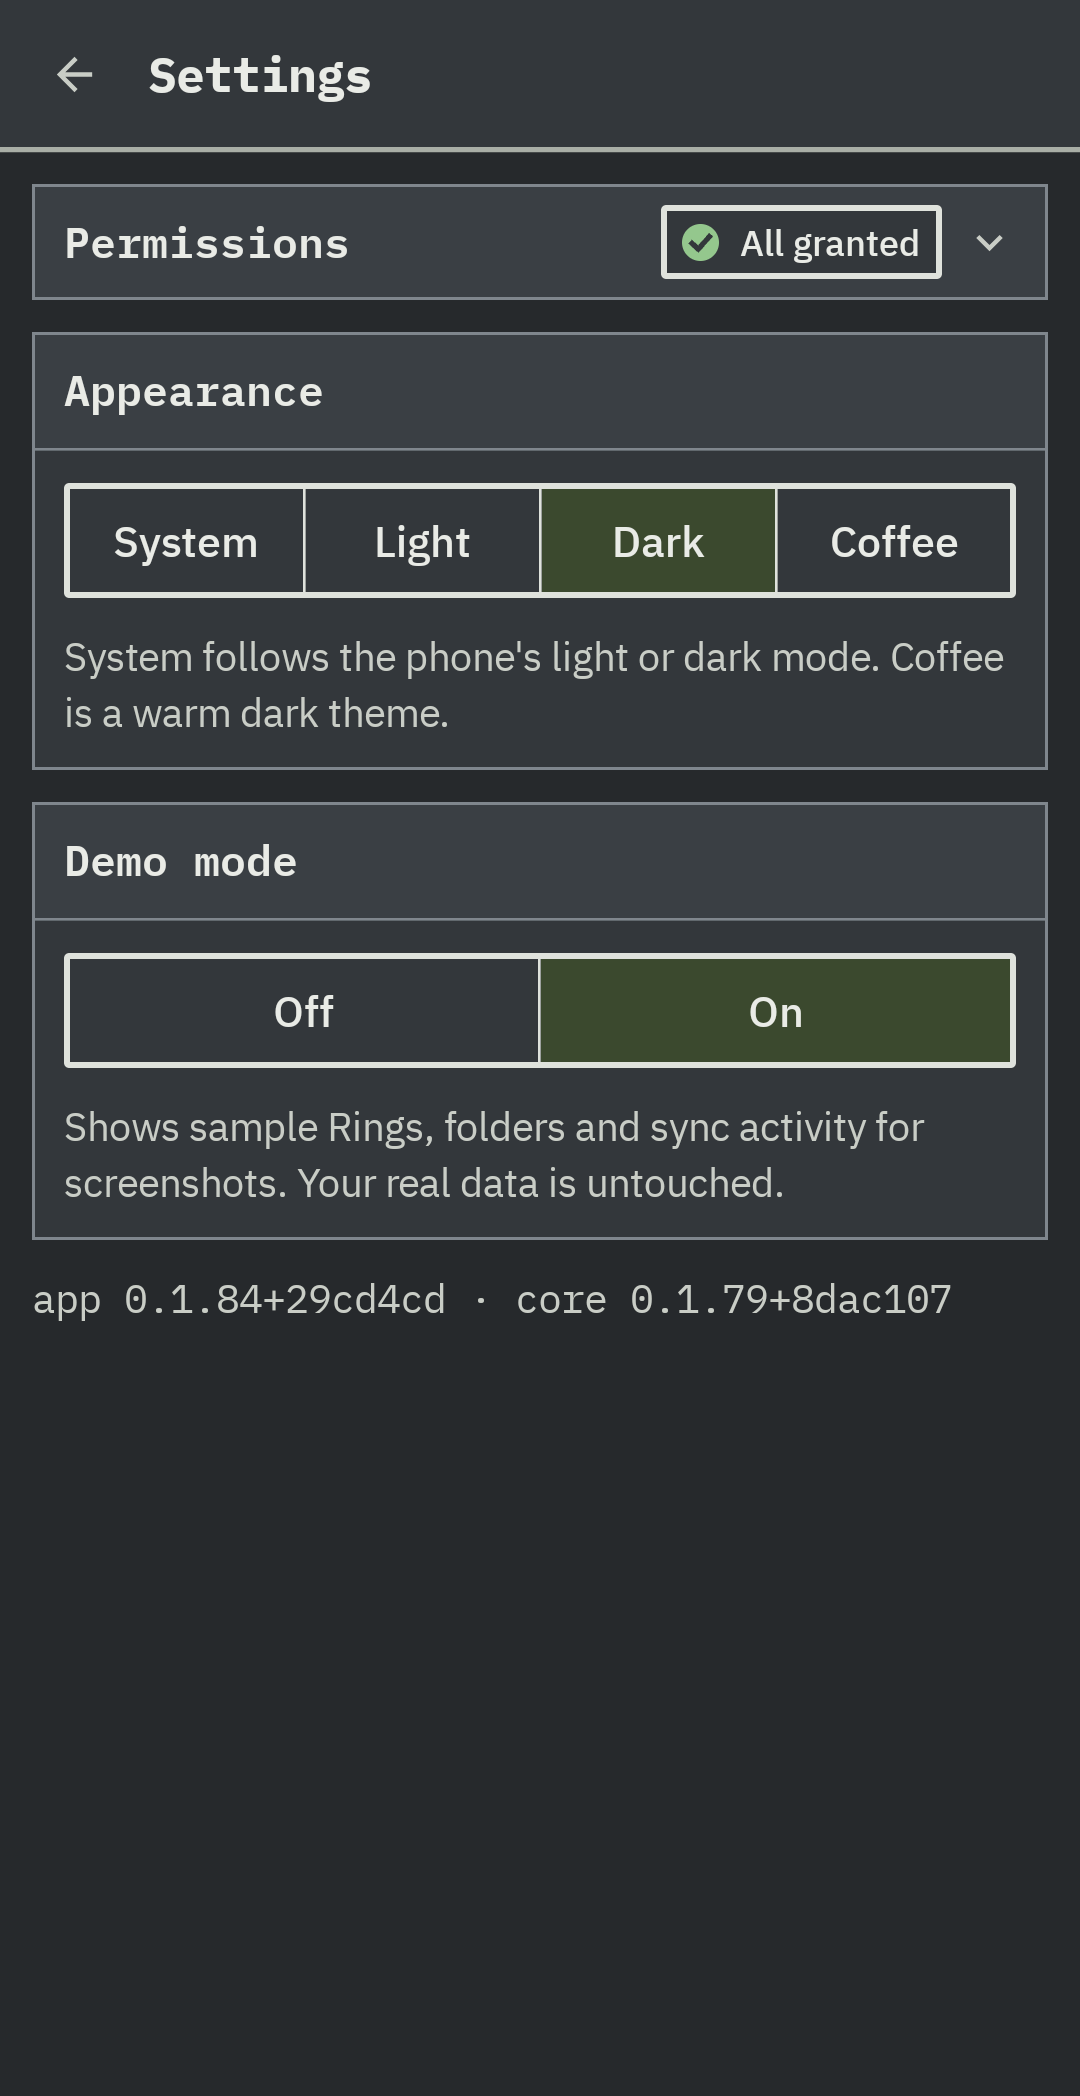 Settings
Permissions
All granted
Appearance
System
Light
Dark
Coffee
System follows the phone's light or dark mode. Coffee
is a warm dark theme.
Demo mode
Off
On
Shows sample Rings, folders and sync activity for
screenshots. Your real data is untouched.
app 0.1.84+29cd4cd · core 0.1.79+8dac107